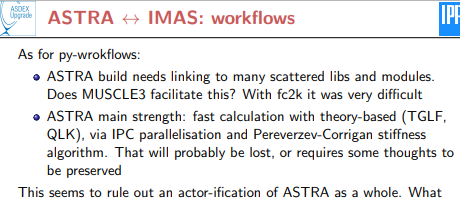 ASDEX
Upgrade
ASTRA ↔ IMAS: workflows
IPP
As for py-wrokflows:
ASTRA build needs linking to many scattered libs and modules.
Does MUSCLE3 facilitate this? With fc2k it was very difficult
ASTRA main strength: fast calculation with theory-based (TGLF,
QLK), via IPC parallelisation and Pereverzev-Corrigan stiffness
algorithm. That will probably be lost, or requires some thoughts to
be preserved
This seems to rule out an actor-ification of ASTRA as a whole. What